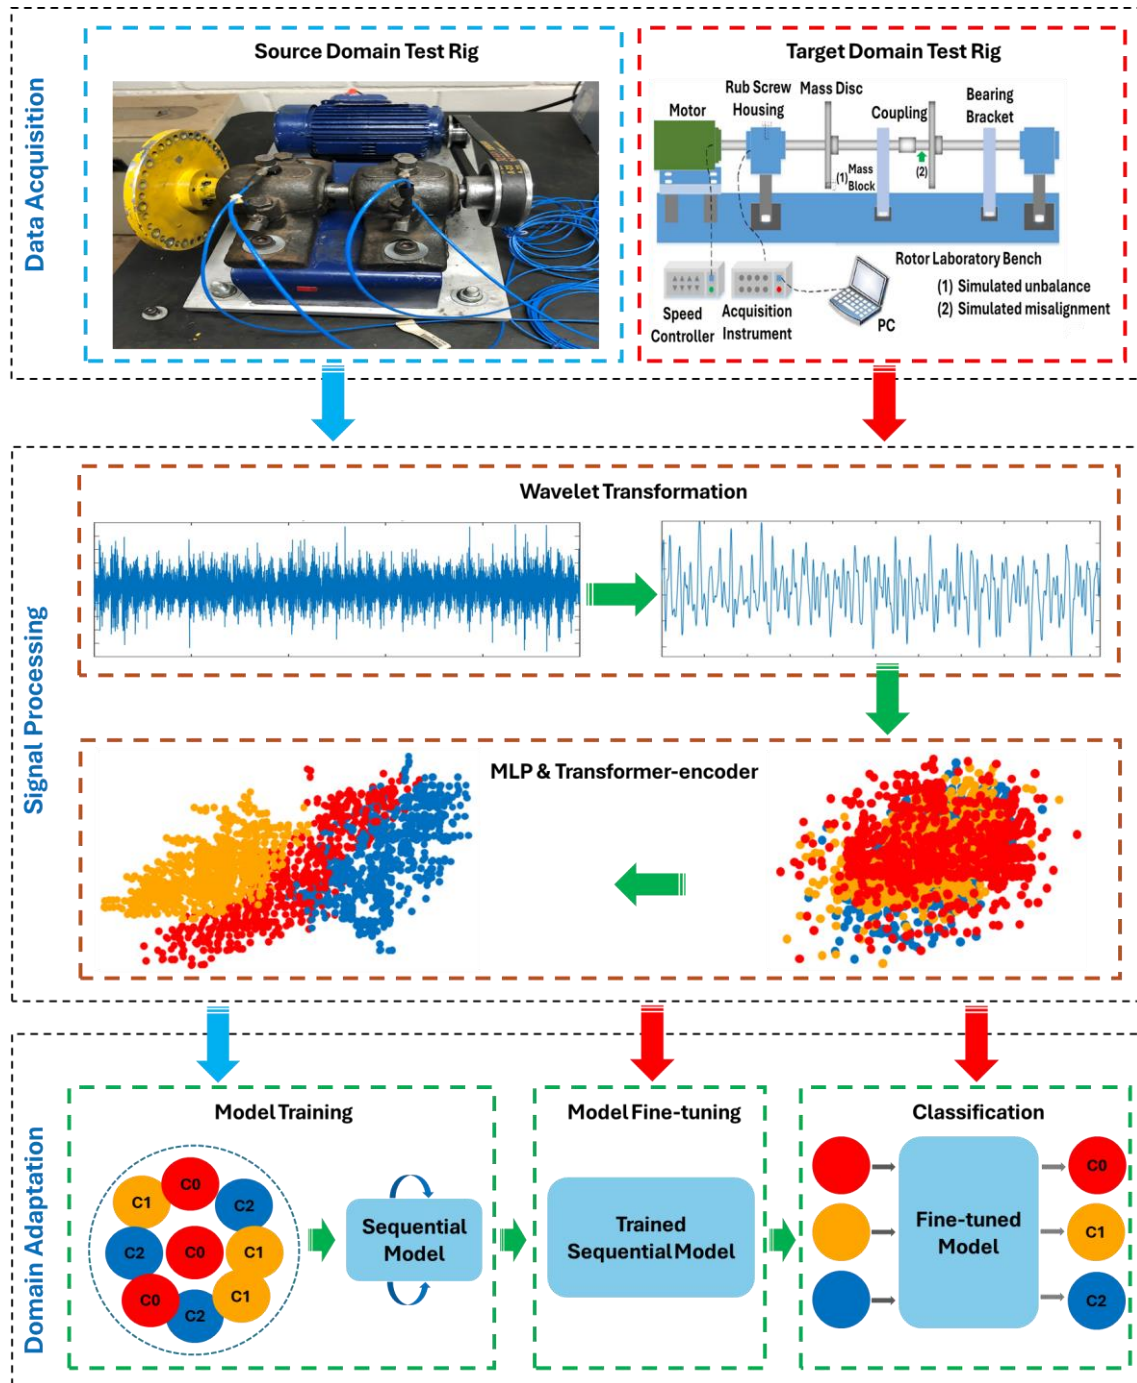 Data Acquisition
Source Domain Test Rig
Target Domain Test Rig
Motor
Rub Screw
Housing
Mass Disc
Coupling
Bearing
Bracket
(1) Mass
Block
(2)
Rotor Laboratory Bench
(1) Simulated unbalance
(2) Simulated misalignment
Speed
Controller
Acquisition
Instrument
PC
Signal Processing
Wavelet Transformation
MLP & Transformer-encoder
Domain Adaptation
Model Training
C0
C1
C2
C2
C0
C1
C0
C2
C1
Sequential
Model
Model Fine-tuning
Trained
Sequential Model
Classification
Fine-tuned
Model
C0
C1
C2